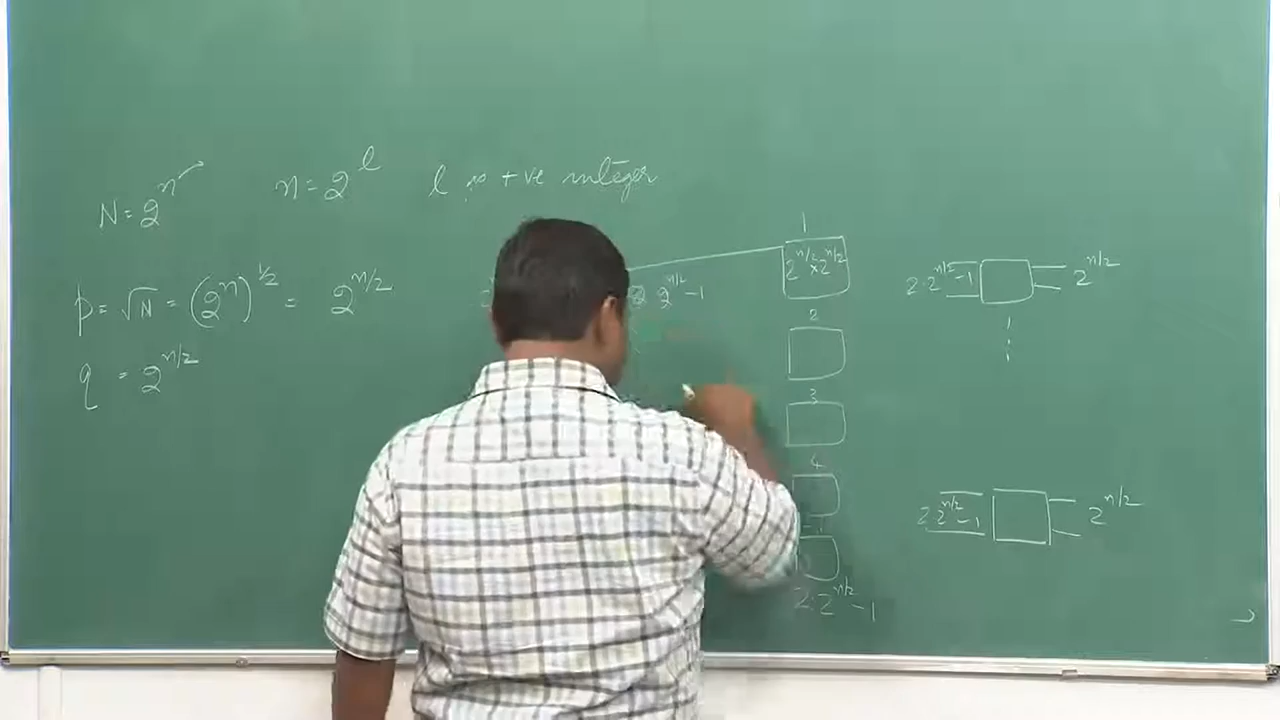 N = 2^n    n = 2^l    l is +ve integer
p = √N = (2^n)^{1/2} = 2^{n/2}
q = 2^{n/2}
2^{n/2} - 1
1
2^{n/2} × 2^{n/2}
2
3
4
2·2^{n/2} - 1
2·2^{n/2} - 1    2^{n/2}
2·2^{n/2} - 1    2^{n/2}